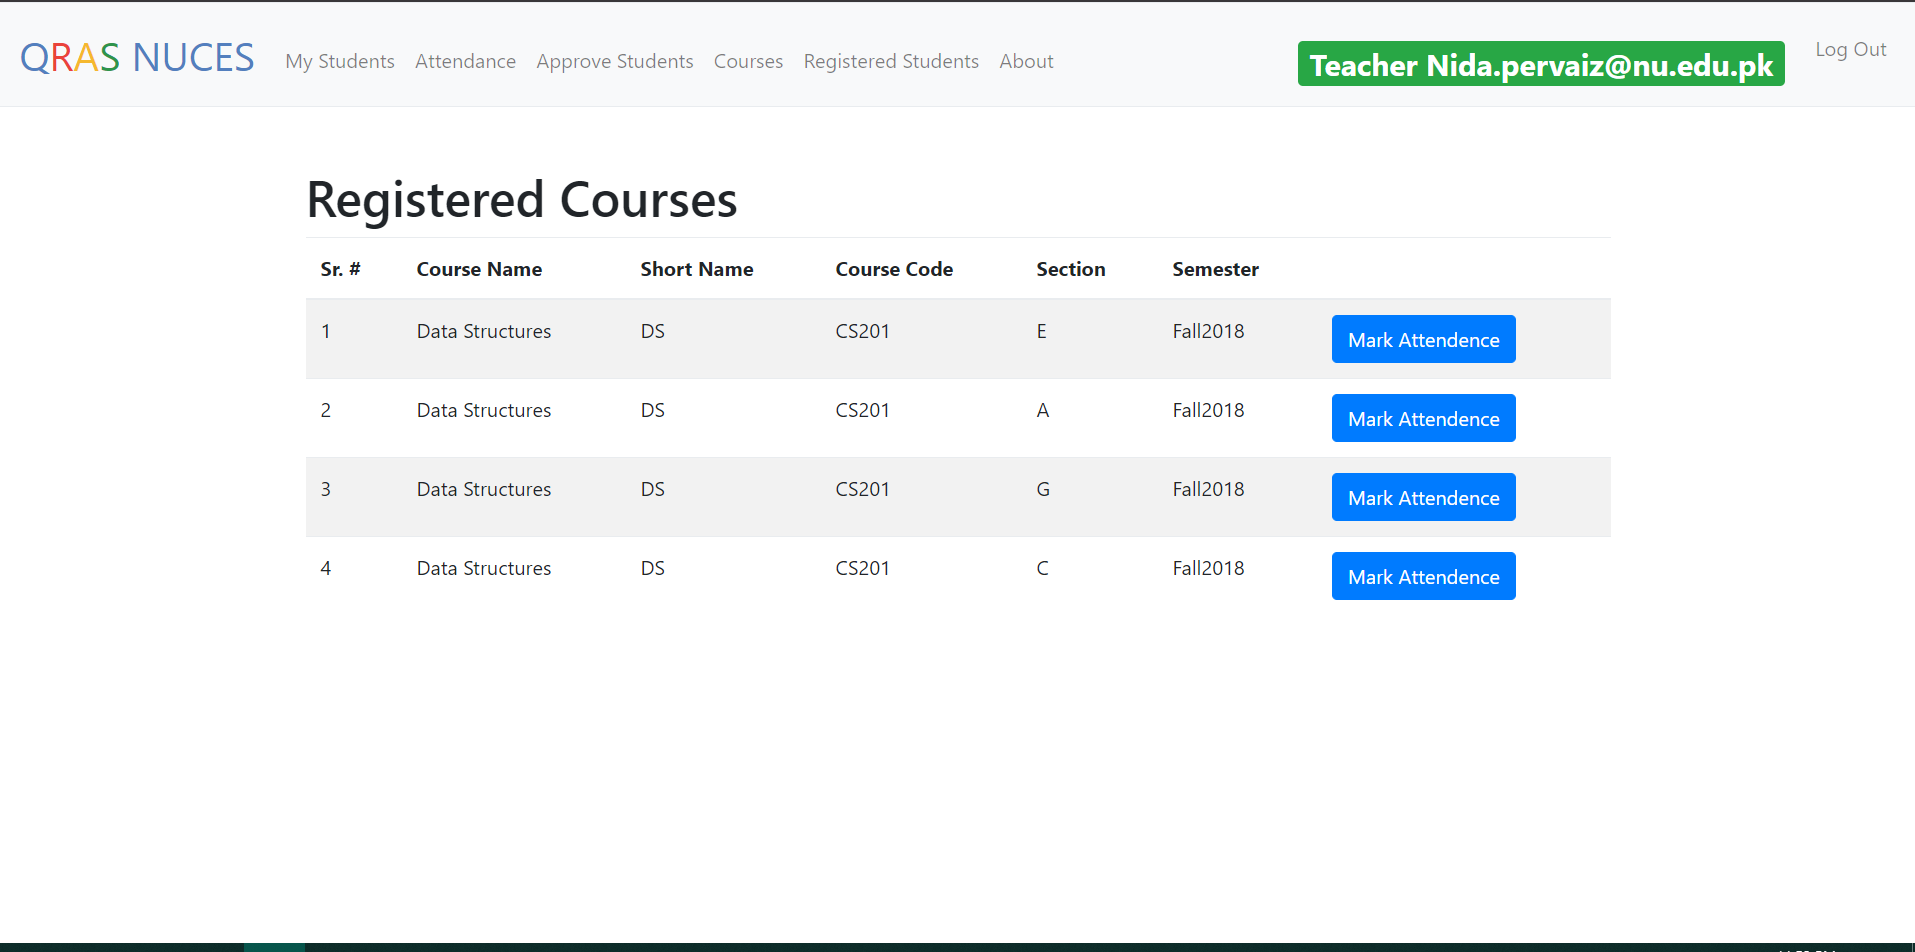 QRAS NUCES My Students Attendance Approve Students Courses Registered Students About Teacher Nida.pervaiz@nu.edu.pk Log Out
Registered Courses
Sr. # Course Name Short Name Course Code Section Semester
1 Data Structures DS CS201 E Fall2018 Mark Attendence
2 Data Structures DS CS201 A Fall2018 Mark Attendence
3 Data Structures DS CS201 G Fall2018 Mark Attendence
4 Data Structures DS CS201 C Fall2018 Mark Attendence